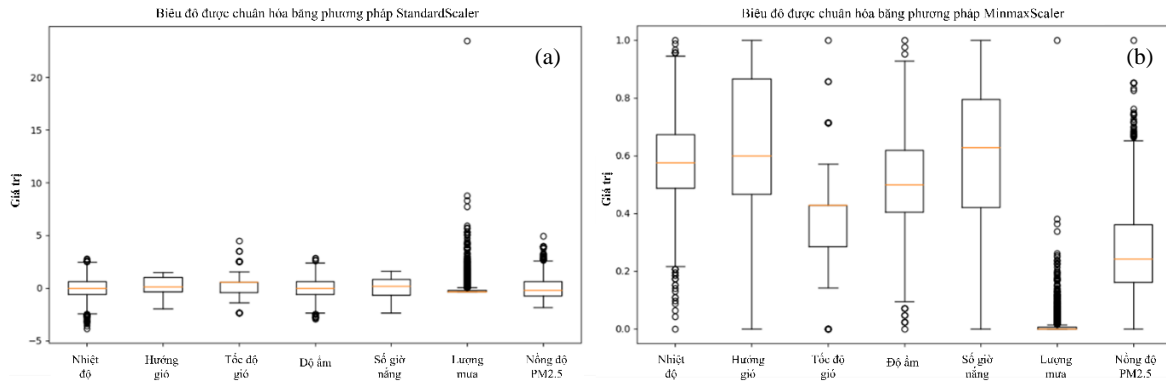 Biểu đồ được chuẩn hóa bằng phương pháp StandardScaler
(a)
20
15
10
5
0
−5
Giá trị
Nhiệt độ
Hướng gió
Tốc độ gió
Độ ẩm
Số giờ nắng
Lượng mưa
Nồng độ PM2.5
Biểu đồ được chuẩn hóa bằng phương pháp MinmaxScaler
(b)
1.0
0.8
0.6
0.4
0.2
0.0
Giá trị
Nhiệt độ
Hướng gió
Tốc độ gió
Độ ẩm
Số giờ nắng
Lượng mưa
Nồng độ PM2.5